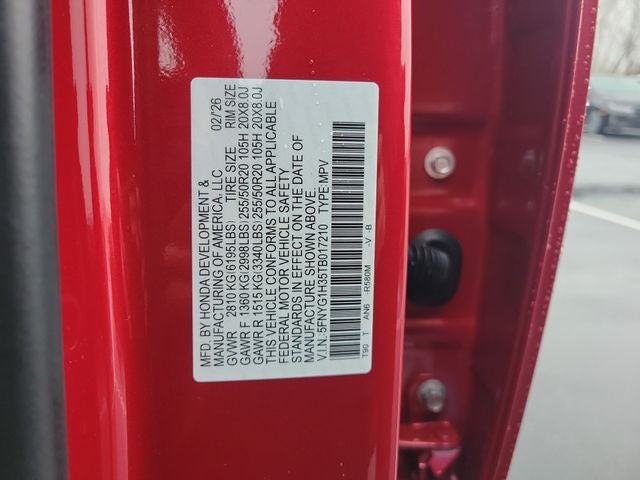 MFD. BY HONDA DEVELOPMENT &
MANUFACTURING OF AMERICA, LLC 02/26
GVWR 2810 KG(6195LBS) TIRE SIZE RIM SIZE
GAWR F 1360 KG(2998LBS)255/50R20 105H 20X8.0J
GAWR R 1515 KG(3340LBS)255/50R20 105H 20X8.0J
THIS VEHICLE CONFORMS TO ALL APPLICABLE
FEDERAL MOTOR VEHICLE SAFETY
STANDARDS IN EFFECT ON THE DATE OF
MANUFACTURE SHOWN ABOVE.
V.I.N.:5FNYG1H35TB017210 TYPE:MPV
T90 T AN6 -R580M -V -B